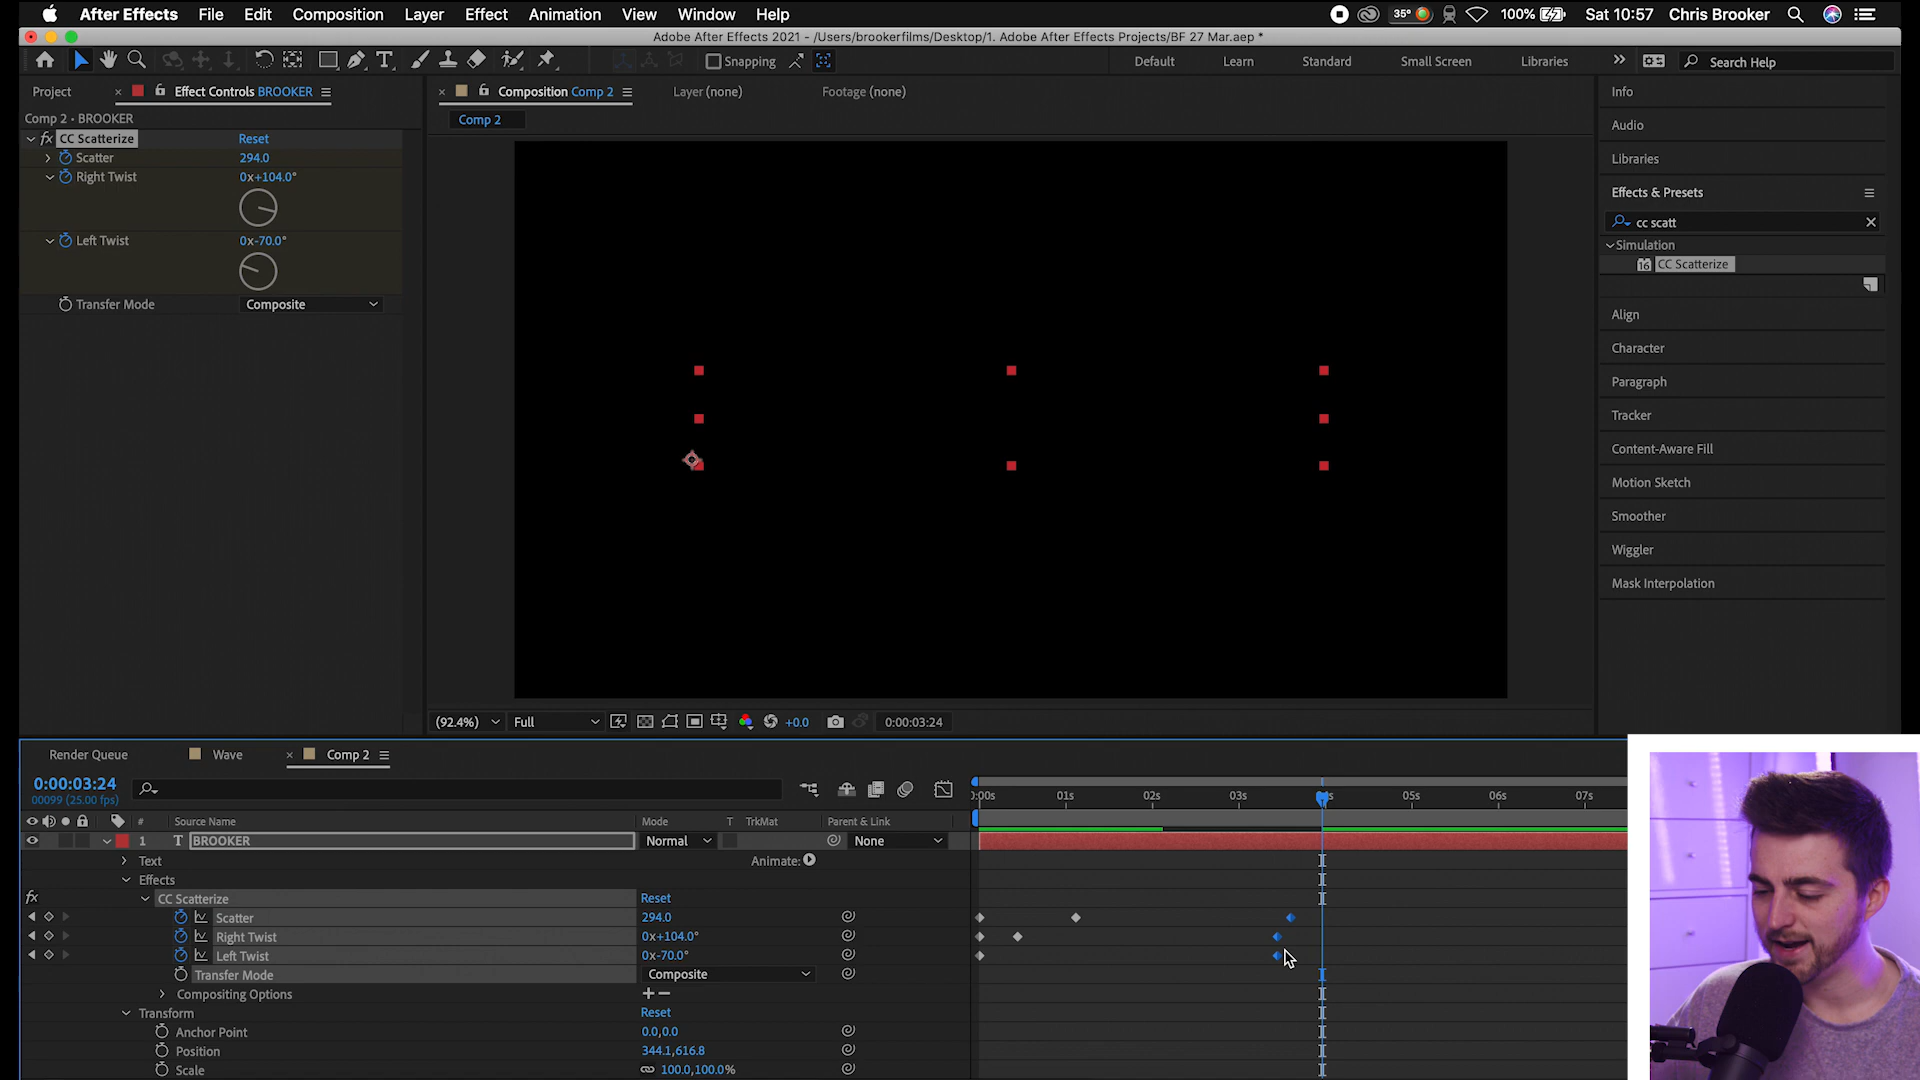 After Effects File Edit Composition Layer Effect Animation View Window Help 35° 100% Sat 10:57 Chris Brooker
Adobe After Effects 2021 - /Users/brookerfilms/Desktop/1. Adobe After Effects Projects/BF 27 Mar.aep *
Snapping Default Learn Standard Small Screen Libraries Search Help
Project Effect Controls BROOKER
Composition Comp 2 Layer (none) Footage (none)
Comp 2 • BROOKER
Comp 2
fx CC Scatterize Reset
Scatter 294.0
Right Twist 0x+104.0°
Left Twist 0x-70.0°
Transfer Mode Composite
Info
Audio
Libraries
Effects & Presets
cc scatt
Simulation
16 CC Scatterize
Align
Character
Paragraph
Tracker
Content-Aware Fill
Motion Sketch
Smoother
Wiggler
Mask Interpolation
(92.4%) Full +0.0 0:00:03:24
Render Queue Wave Comp 2
0:00:03:24
00099 (25.00 fps)
:00s 01s 02s 03s 05s 06s 07s
# Source Name Mode T TrkMat Parent & Link
1 T BROOKER Normal None
Text Animate:
Effects
fx CC Scatterize Reset
Scatter 294.0
Right Twist 0x+104.0°
Left Twist 0x-70.0°
Transfer Mode Composite
Compositing Options + −
Transform Reset
Anchor Point 0.0,0.0
Position 344.1,616.8
Scale 100.0,100.0%